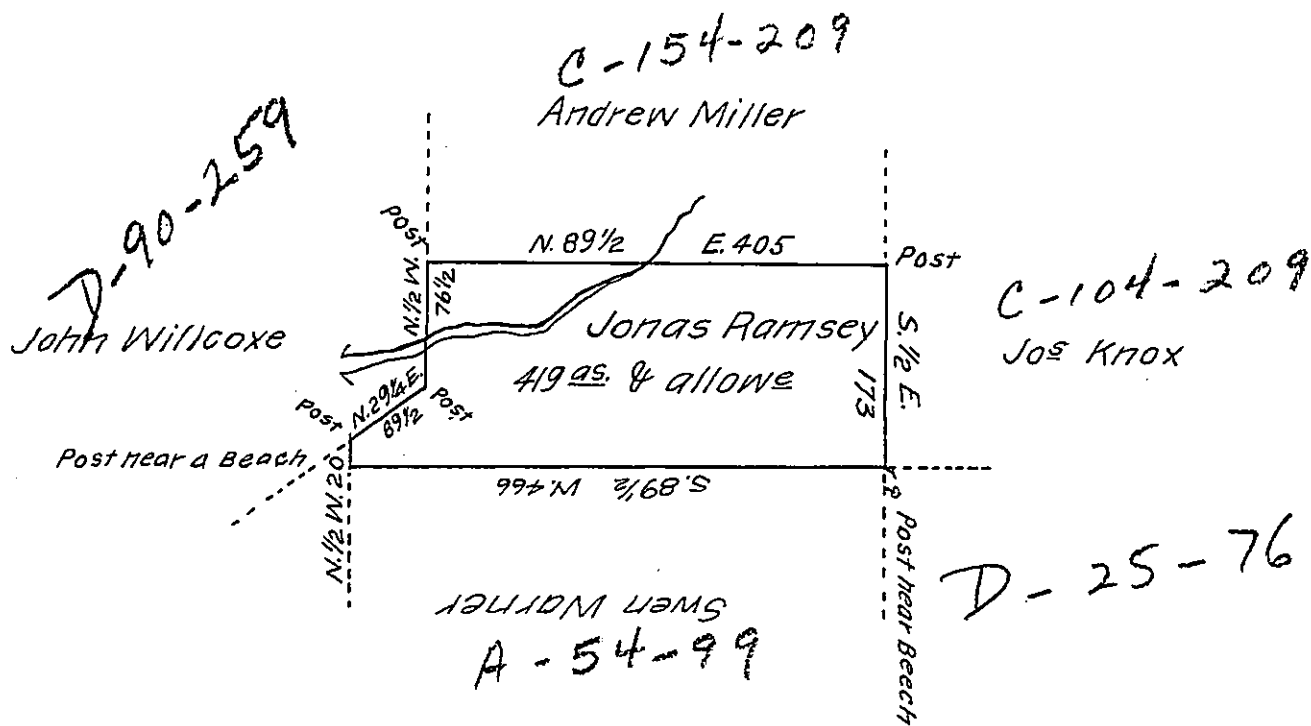 C-154-209
Andrew Miller
D-90-259
John Willcoxe
Post
N. 89½ E. 405
Post
N.½ W. 76½
C-104-209
Jos Knox
Jonas Ramsey
419 as. & allowe
S. ½ E. 173
Post
N. 29¼ E. 89½
Post
Post near a Beach
N.½ W. 20
S. 89½ W. 466
Post near Beech
D-25-76
Swen Warner
A-54-99